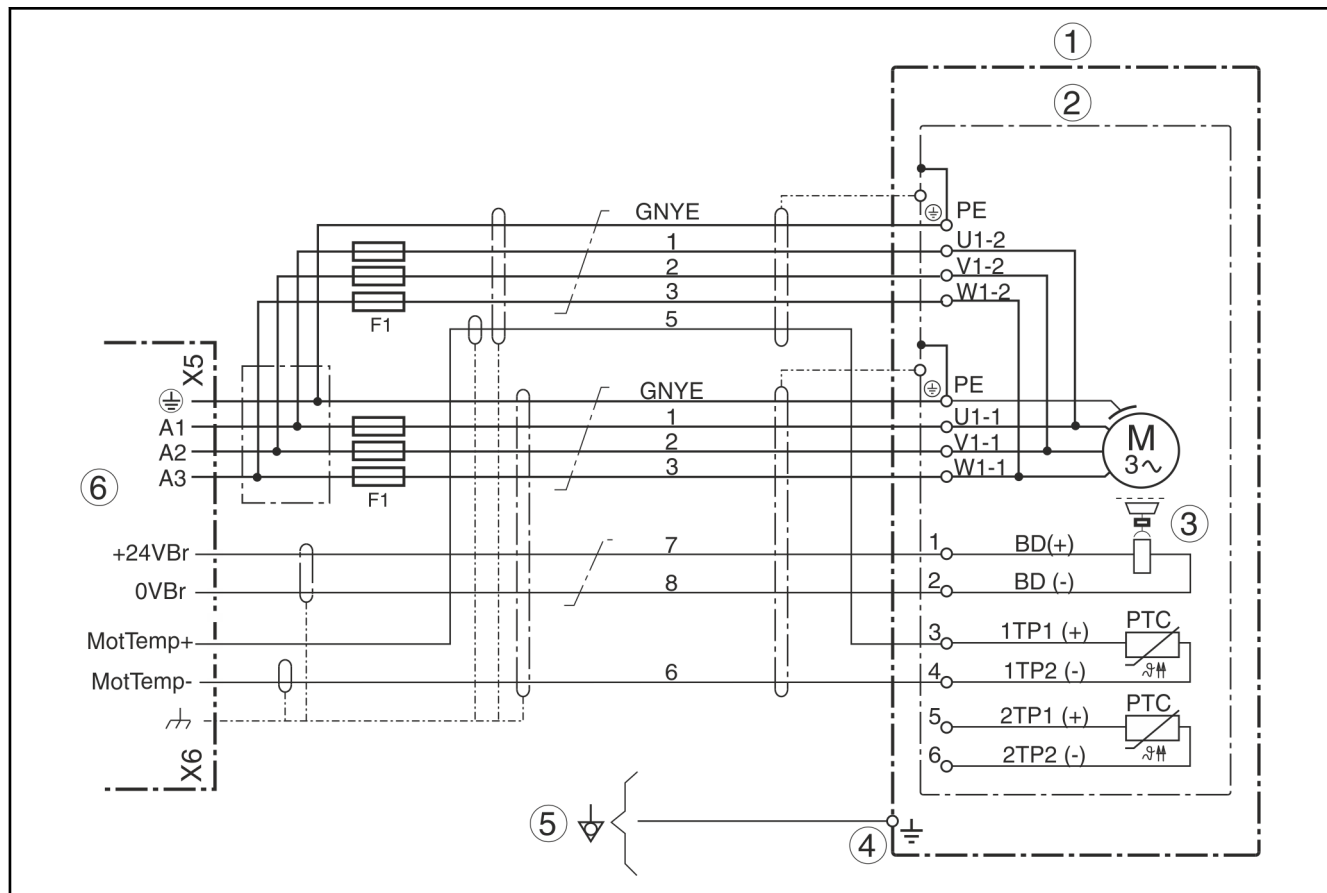 1
2
GNYE
PE
1
U1-2
2
V1-2
3
W1-2
F1
5
X5
GNYE
PE
A1
1
U1-1
A2
2
V1-1
M
3~
A3
3
W1-1
6
F1
3
+24VBr
7
1
BD(+)
0VBr
8
2
BD (-)
MotTemp+
3
1TP1 (+)
PTC
ϑ
MotTemp-
6
4
1TP2 (-)
5
2TP1 (+)
PTC
ϑ
X6
6
2TP2 (-)
5
4